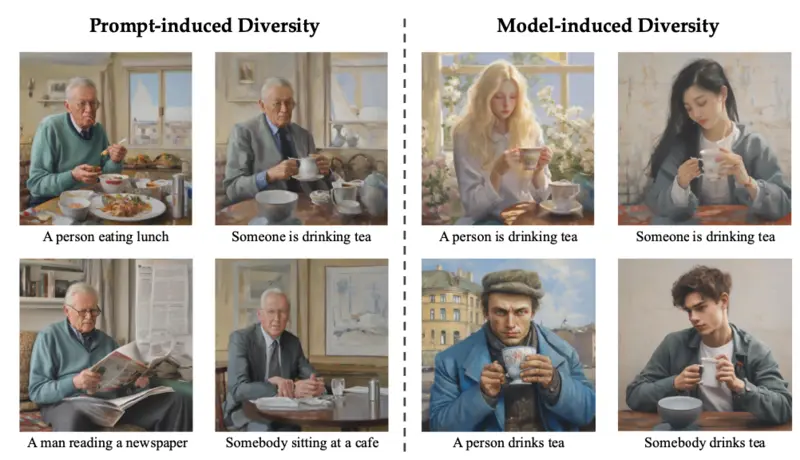 Prompt-induced Diversity
Model-induced Diversity
A person eating lunch
Someone is drinking tea
A person is drinking tea
Someone is drinking tea
A man reading a newspaper
Somebody sitting at a cafe
A person drinks tea
Somebody drinks tea